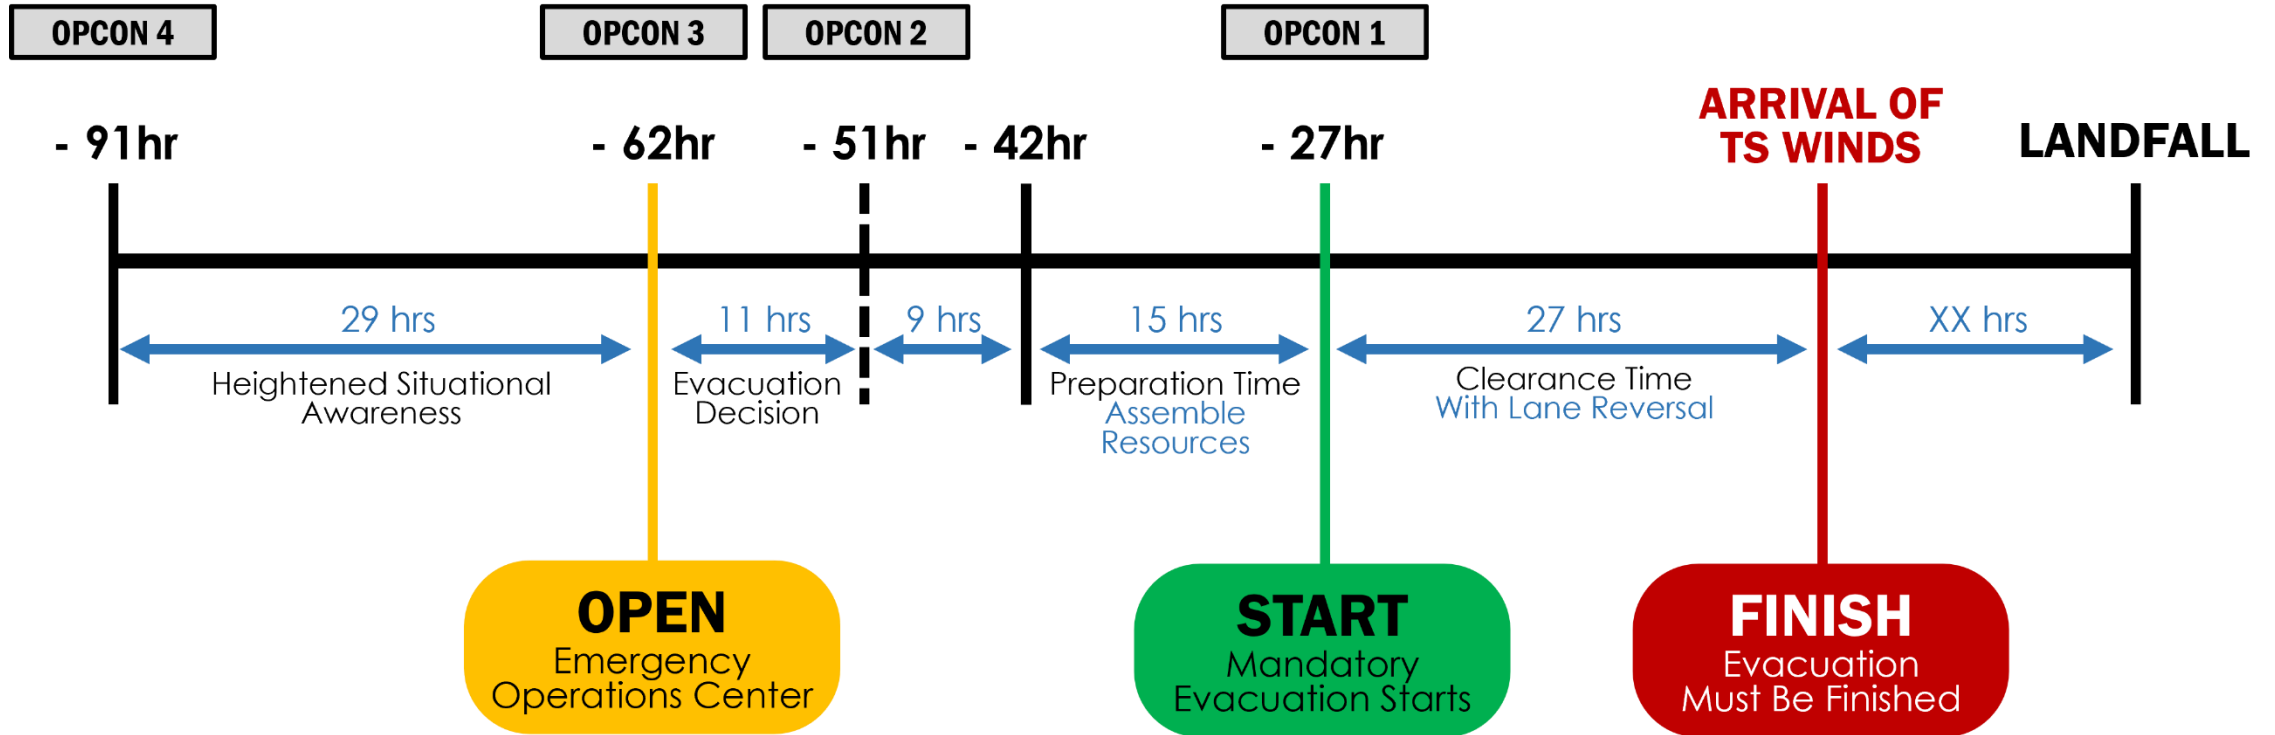 OPCON 4
OPCON 3
OPCON 2
OPCON 1
- 91hr
- 62hr
- 51hr
- 42hr
- 27hr
ARRIVAL OF
TS WINDS
LANDFALL
29 hrs
11 hrs
9 hrs
15 hrs
27 hrs
XX hrs
Heightened Situational
Awareness
Evacuation
Decision
Preparation Time
Assemble
Resources
Clearance Time
With Lane Reversal
OPEN
Emergency
Operations Center
START
Mandatory
Evacuation Starts
FINISH
Evacuation
Must Be Finished